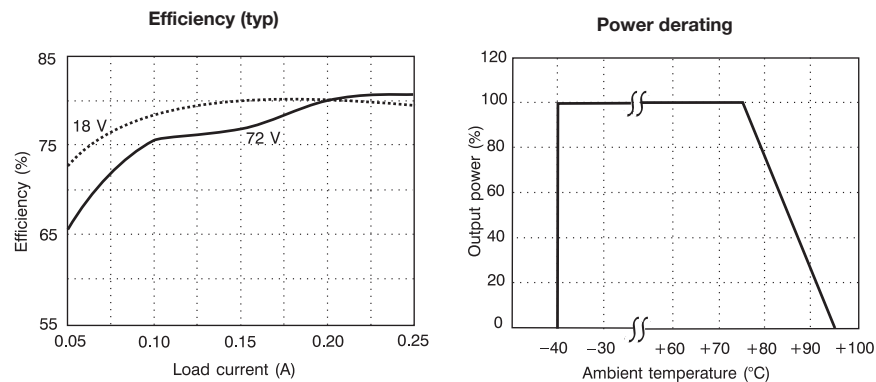 Efficiency (typ)
85
75
65
55
Efficiency (%)
18 V
72 V
0.05 0.10 0.15 0.20 0.25
Load current (A)
Power derating
120
100
80
60
40
20
0
Output power (%)
−40 −30 +60 +70 +80 +90 +100
Ambient temperature (°C)